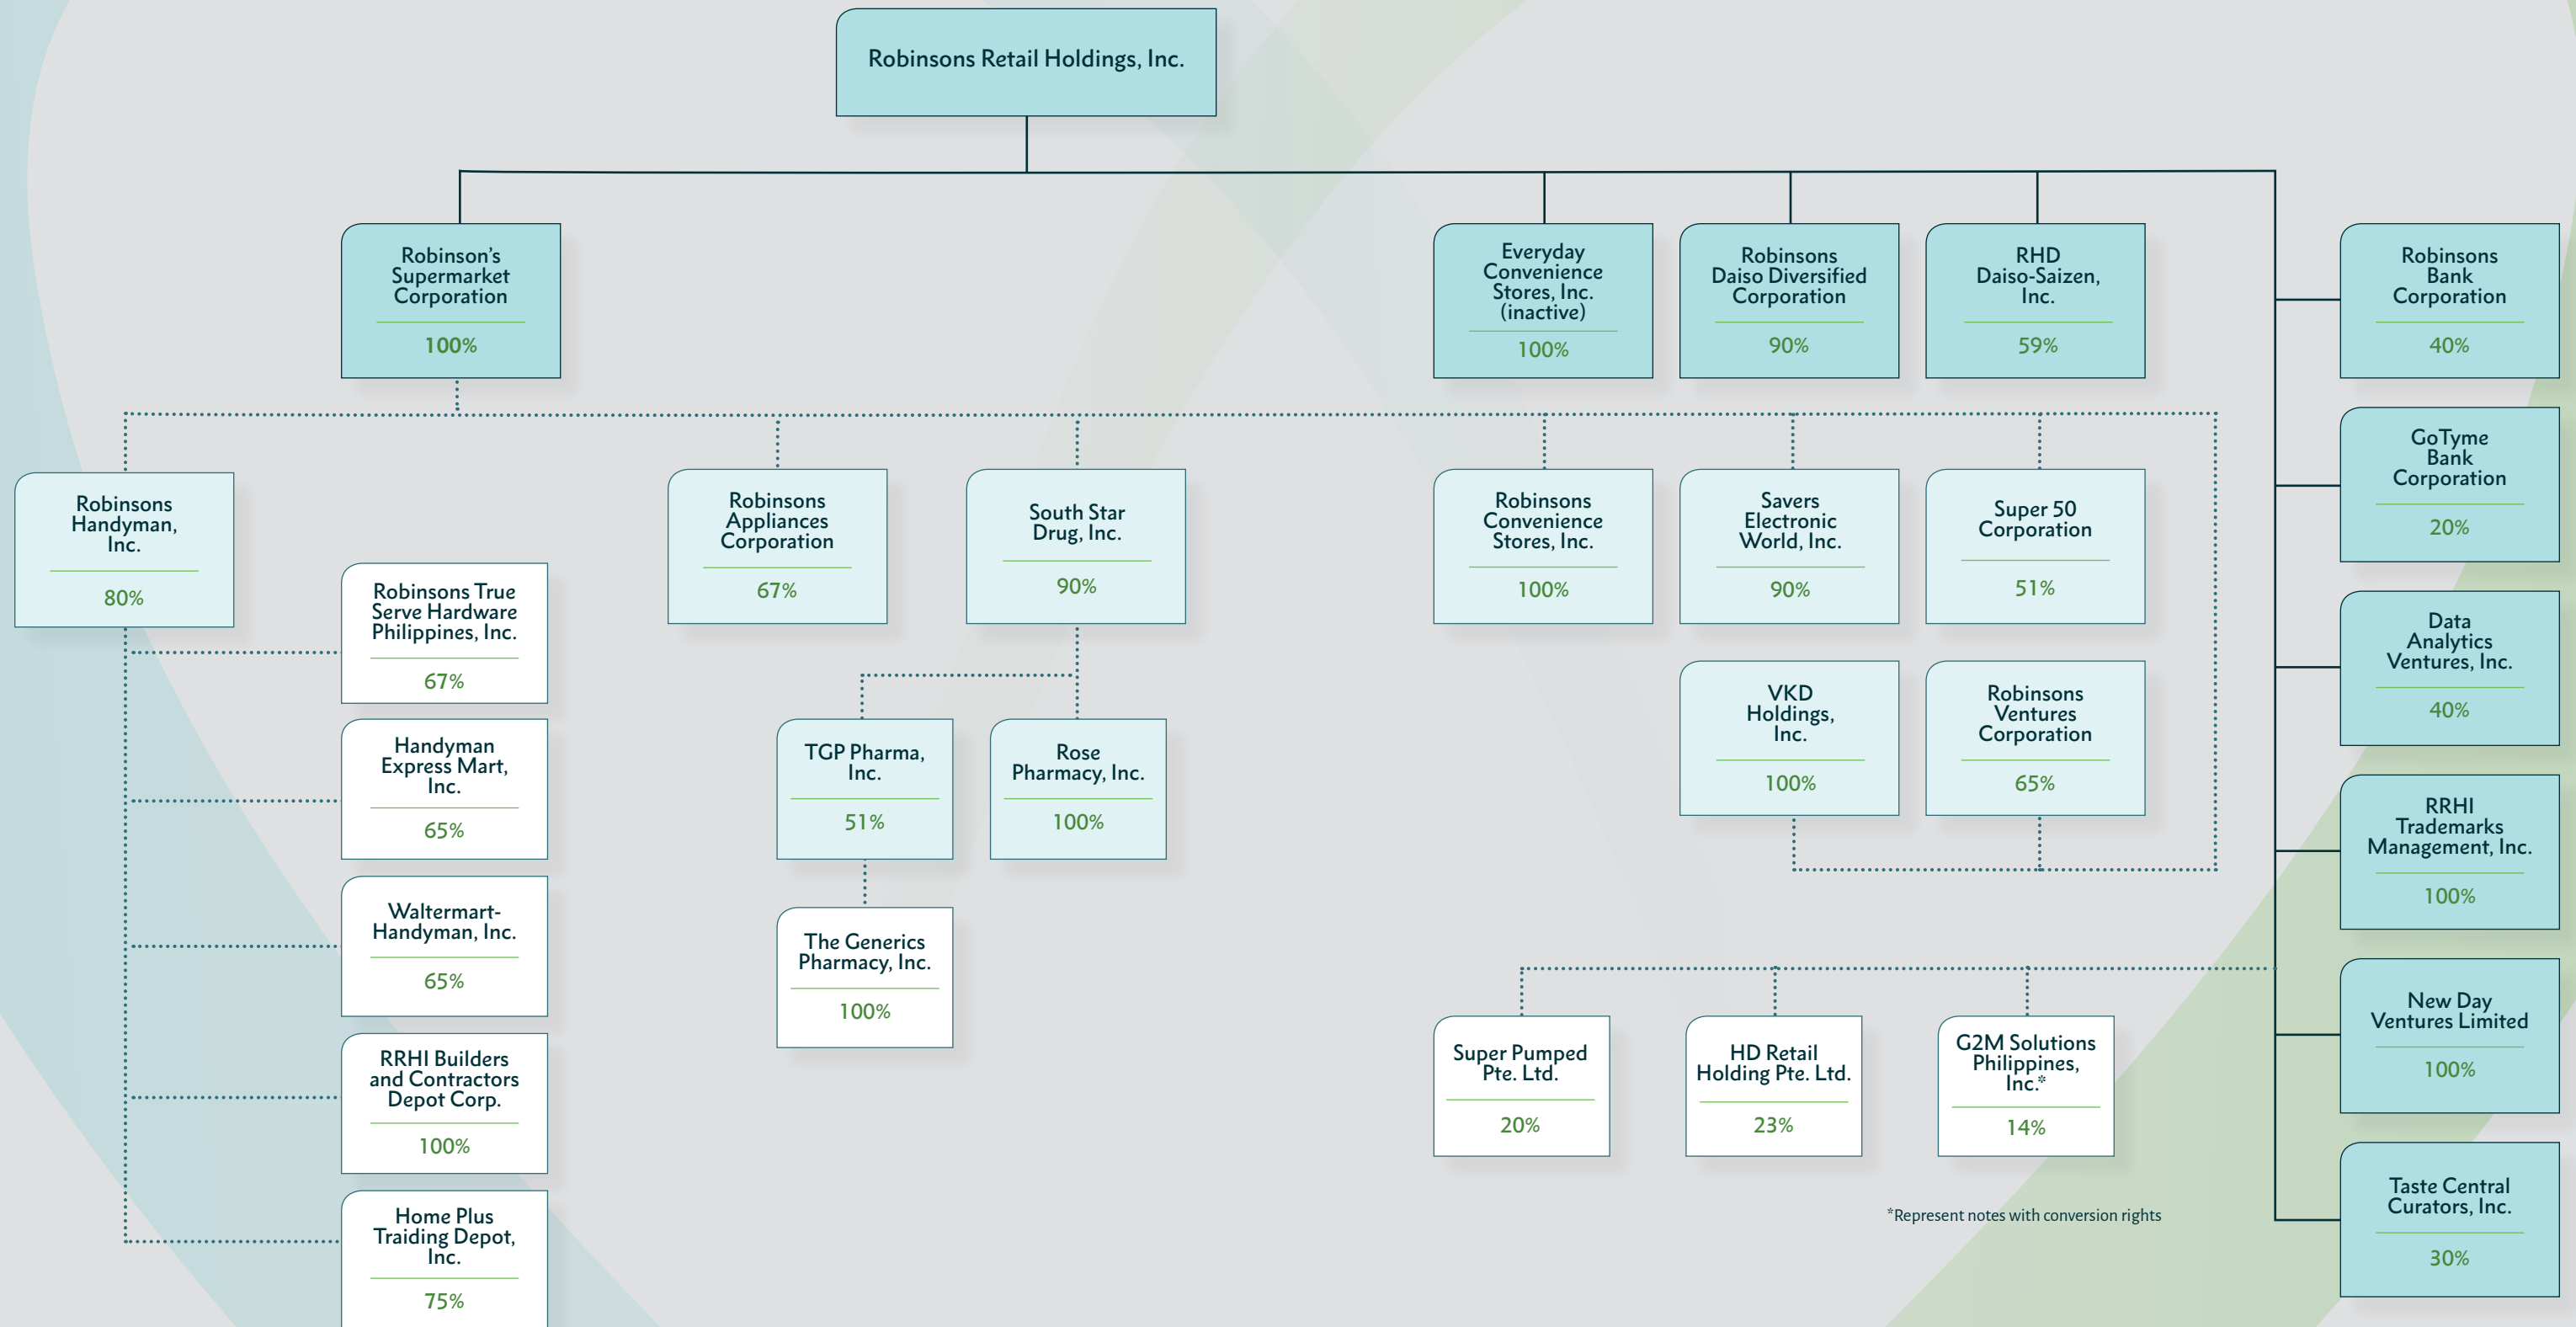 Robinsons Retail Holdings, Inc.
Robinson's
Supermarket
Corporation
100%
Everyday
Convenience
Stores, Inc.
(inactive)
100%
Robinsons
Daiso Diversified
Corporation
90%
RHD
Daiso-Saizen,
Inc.
59%
Robinsons
Bank
Corporation
40%
GoTyme
Bank
Corporation
20%
Data
Analytics
Ventures, Inc.
40%
RRHI
Trademarks
Management, Inc.
100%
New Day
Ventures Limited
100%
Taste Central
Curators, Inc.
30%
Robinsons
Handyman,
Inc.
80%
Robinsons True
Serve Hardware
Philippines, Inc.
67%
Handyman
Express Mart,
Inc.
65%
Waltermart-
Handyman, Inc.
65%
RRHI Builders
and Contractors
Depot Corp.
100%
Home Plus
Traiding Depot,
Inc.
75%
Robinsons
Appliances
Corporation
67%
South Star
Drug, Inc.
90%
TGP Pharma,
Inc.
51%
Rose
Pharmacy, Inc.
100%
The Generics
Pharmacy, Inc.
100%
Robinsons
Convenience
Stores, Inc.
100%
Savers
Electronic
World, Inc.
90%
Super 50
Corporation
51%
VKD
Holdings,
Inc.
100%
Robinsons
Ventures
Corporation
65%
Super Pumped
Pte. Ltd.
20%
HD Retail
Holding Pte. Ltd.
23%
G2M Solutions
Philippines,
Inc.*
14%
*Represent notes with conversion rights